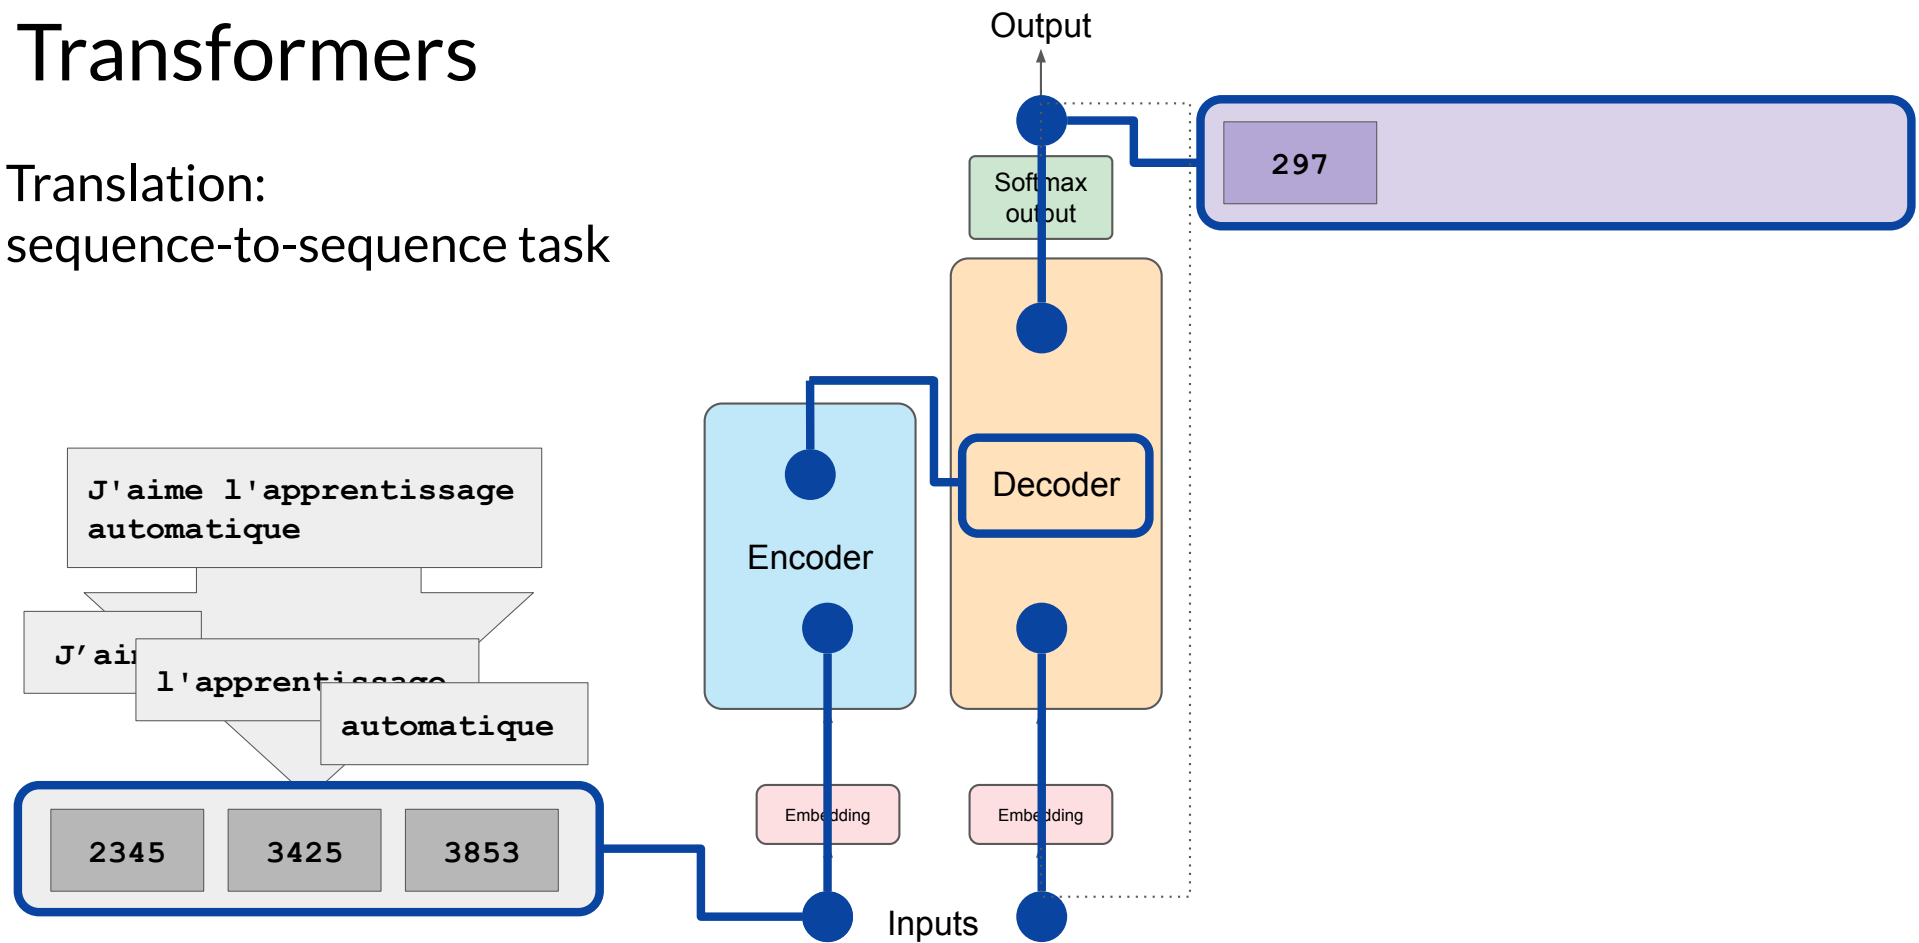 Transformers
Translation:
sequence-to-sequence task
Output
297
Softmax
output
Decoder
Encoder
J'aime l'apprentissage
automatique
l'apprentissage
automatique
Embedding
Embedding
2345 3425 3853
Inputs